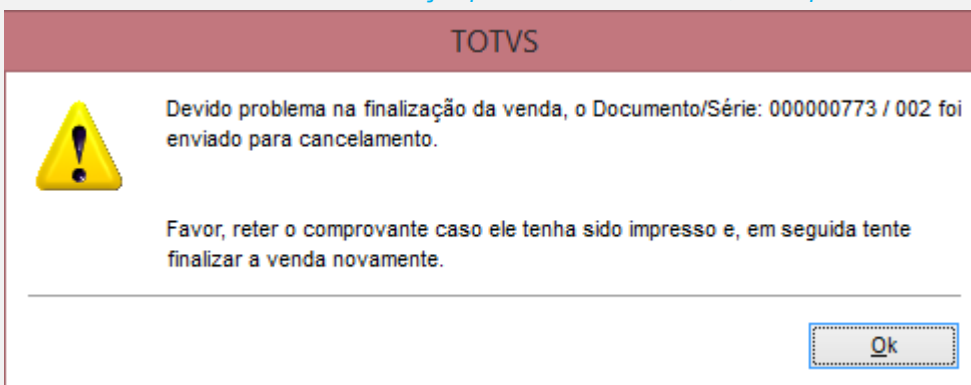 TOTVS
Devido problema na finalização da venda, o Documento/Série: 000000773 / 002 foi
enviado para cancelamento.
Favor, reter o comprovante caso ele tenha sido impresso e, em seguida tente
finalizar a venda novamente.
Ok